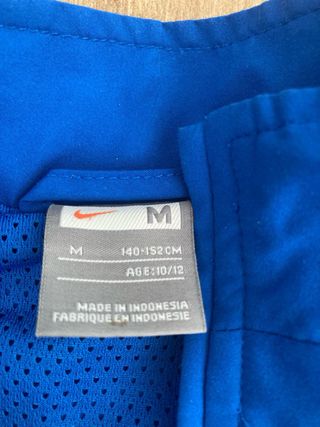 M
M 140-152CM
AGE:10/12
MADE IN INDONESIA
FABRIQUE EN INDONESIE